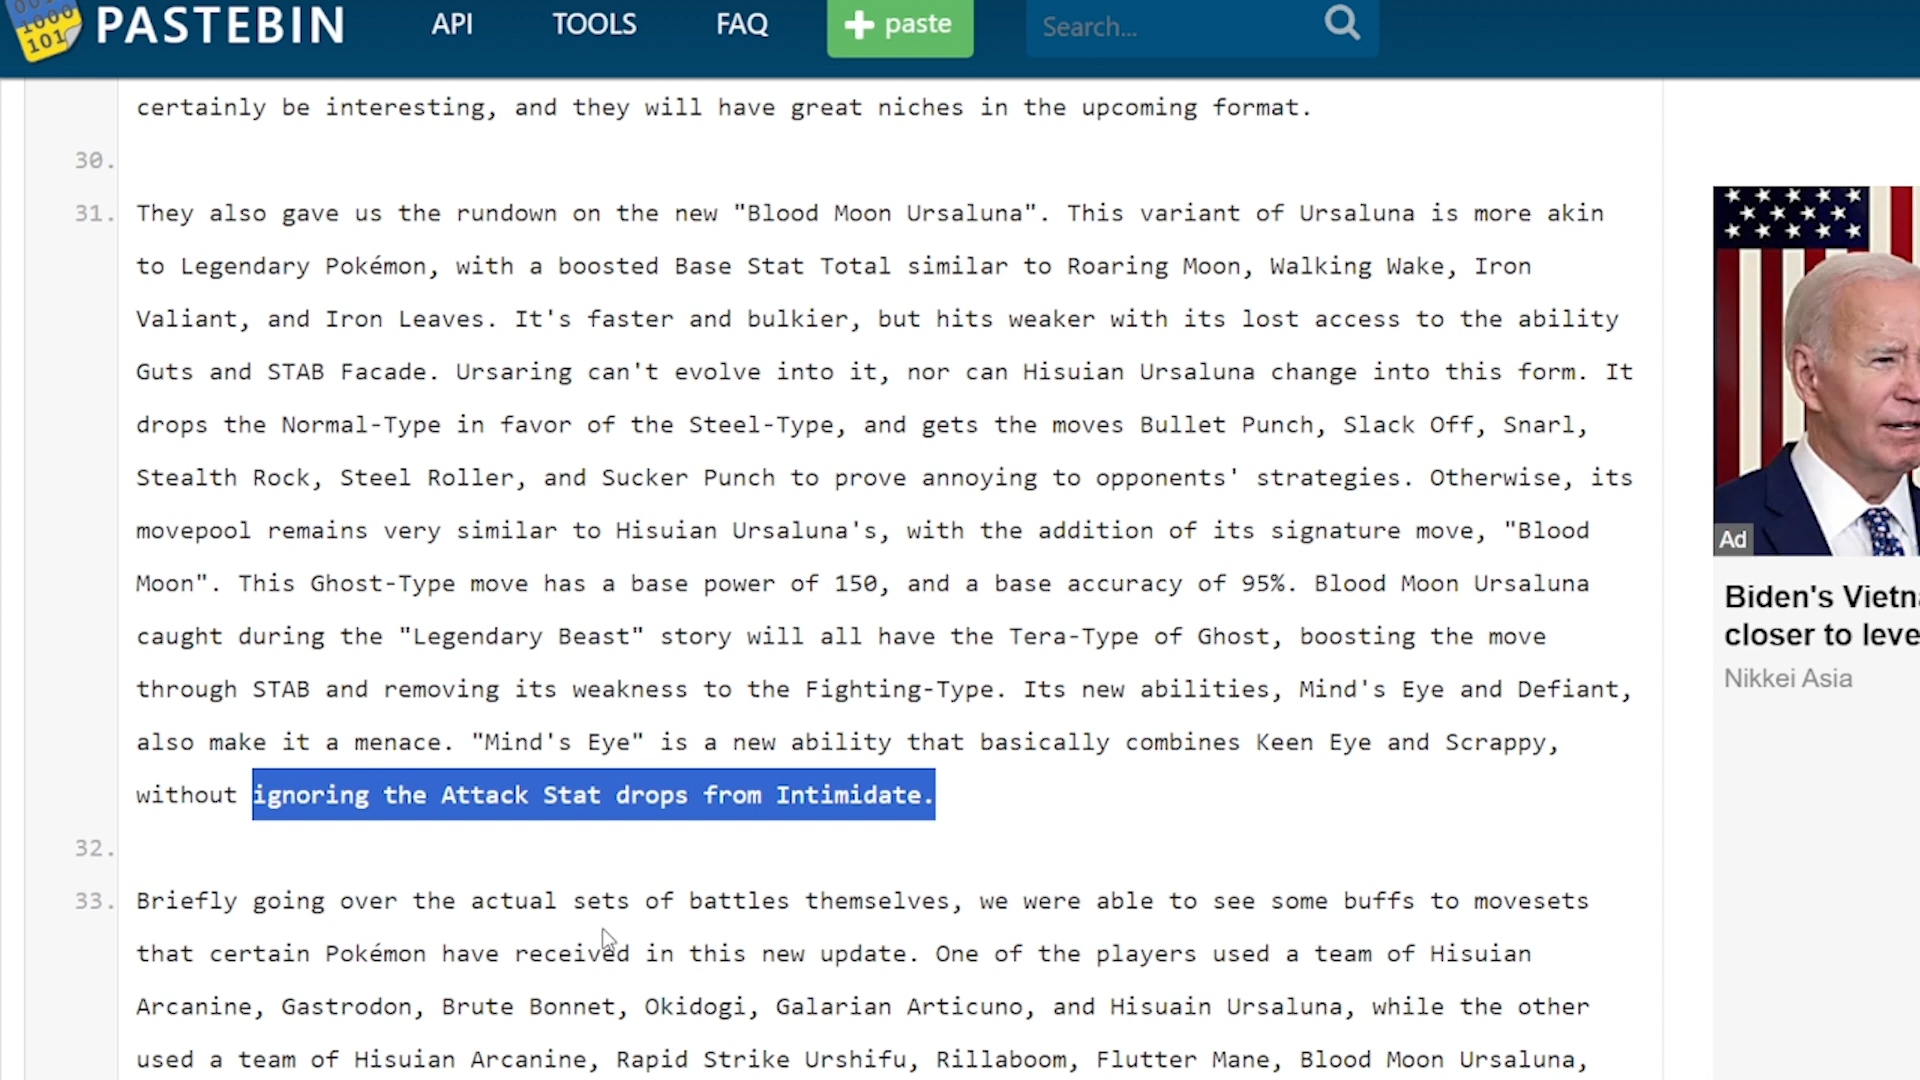 PASTEBIN API TOOLS FAQ + paste Search...
certainly be interesting, and they will have great niches in the upcoming format.
30.
31. They also gave us the rundown on the new "Blood Moon Ursaluna". This variant of Ursaluna is more akin
to Legendary Pokémon, with a boosted Base Stat Total similar to Roaring Moon, Walking Wake, Iron
Valiant, and Iron Leaves. It's faster and bulkier, but hits weaker with its lost access to the ability
Guts and STAB Facade. Ursaring can't evolve into it, nor can Hisuian Ursaluna change into this form. It
drops the Normal-Type in favor of the Steel-Type, and gets the moves Bullet Punch, Slack Off, Snarl,
Stealth Rock, Steel Roller, and Sucker Punch to prove annoying to opponents' strategies. Otherwise, its
movepool remains very similar to Hisuian Ursaluna's, with the addition of its signature move, "Blood
Moon". This Ghost-Type move has a base power of 150, and a base accuracy of 95%. Blood Moon Ursaluna
caught during the "Legendary Beast" story will all have the Tera-Type of Ghost, boosting the move
through STAB and removing its weakness to the Fighting-Type. Its new abilities, Mind's Eye and Defiant,
also make it a menace. "Mind's Eye" is a new ability that basically combines Keen Eye and Scrappy,
without ignoring the Attack Stat drops from Intimidate.
32.
33. Briefly going over the actual sets of battles themselves, we were able to see some buffs to movesets
that certain Pokémon have received in this new update. One of the players used a team of Hisuian
Arcanine, Gastrodon, Brute Bonnet, Okidogi, Galarian Articuno, and Hisuain Ursaluna, while the other
used a team of Hisuian Arcanine, Rapid Strike Urshifu, Rillaboom, Flutter Mane, Blood Moon Ursaluna,
Ad
Biden's Vietn
closer to leve
Nikkei Asia